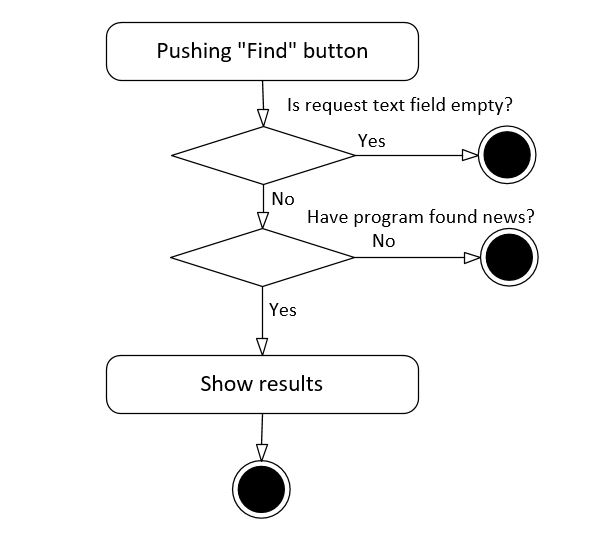 Pushing "Find" button
Is request text field empty?
Yes
No
Have program found news?
No
Yes
Show results